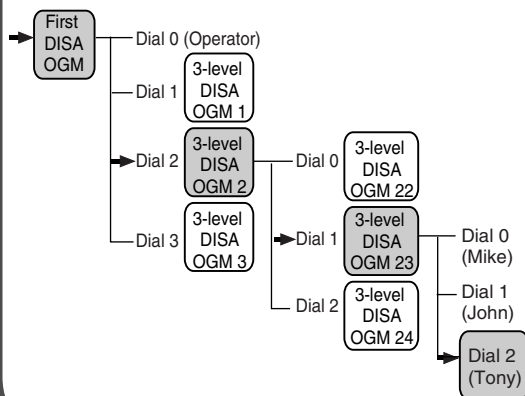 First
DISA
OGM
Dial 0 (Operator)
Dial 1
3-level
DISA
OGM 1
Dial 2
3-level
DISA
OGM 2
Dial 3
3-level
DISA
OGM 3
Dial 0
3-level
DISA
OGM 22
Dial 1
3-level
DISA
OGM 23
Dial 2
3-level
DISA
OGM 24
Dial 0
(Mike)
Dial 1
(John)
Dial 2
(Tony)